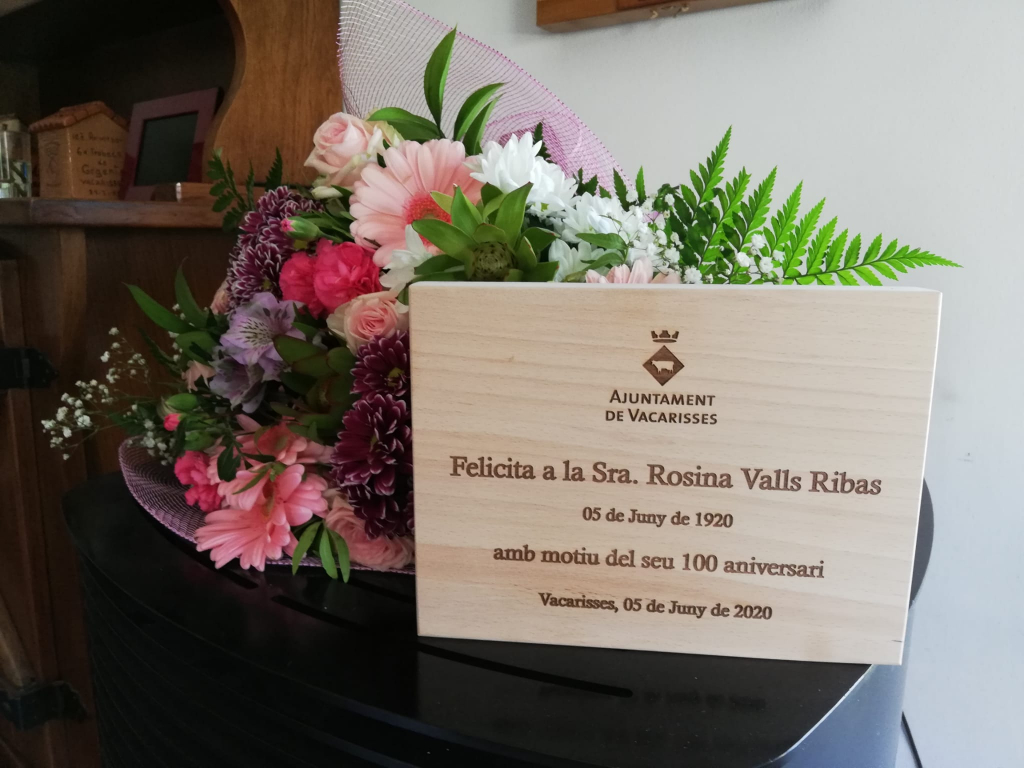 AJUNTAMENT
DE VACARISSES
Felicita a la Sra. Rosina Valls Ribas
05 de Juny de 1920
amb motiu del seu 100 aniversari
Vacarisses, 05 de Juny de 2020